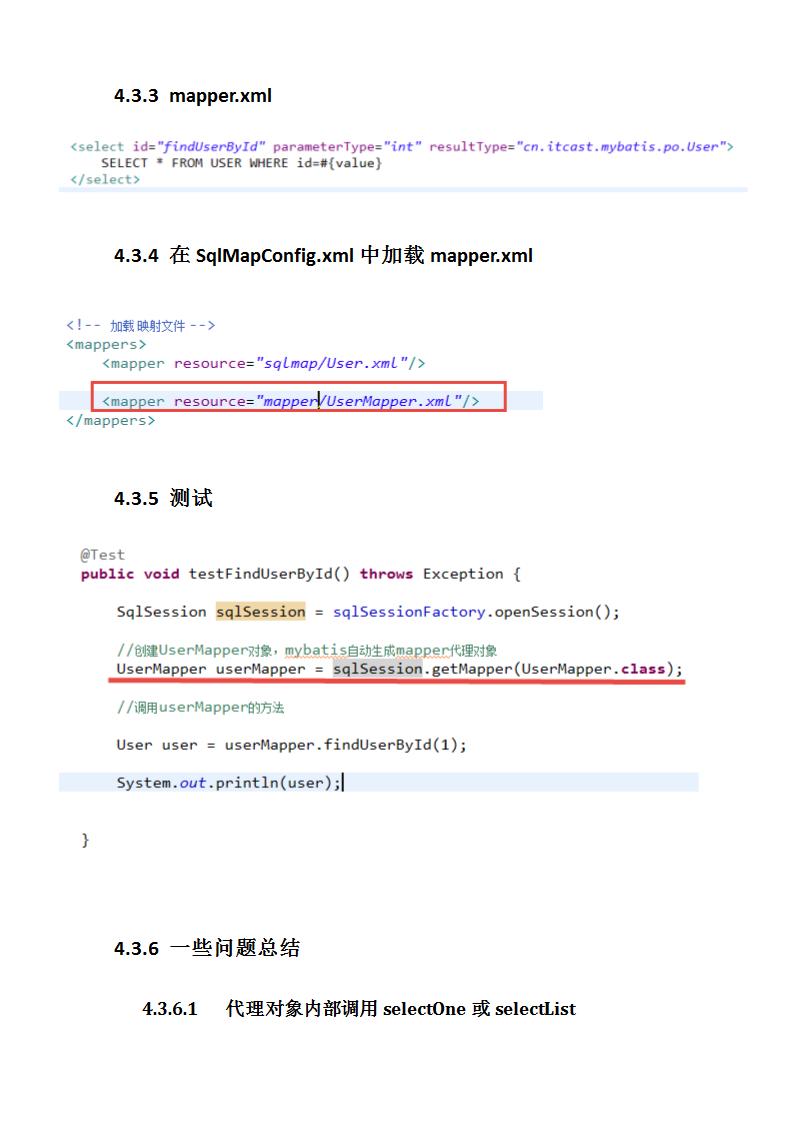 4.3.3 mapper.xml
<select id="findUserById" parameterType="int" resultType="cn.itcast.mybatis.po.User">
SELECT * FROM USER WHERE id=#{value}
</select>
4.3.4 在 SqlMapConfig.xml 中加载 mapper.xml
<!-- 加载映射文件 -->
<mappers>
<mapper resource="sqlmap/User.xml"/>
<mapper resource="mapper/UserMapper.xml"/>
</mappers>
4.3.5 测试
@Test
public void testFindUserById() throws Exception {
SqlSession sqlSession = sqlSessionFactory.openSession();
//创建UserMapper对象，mybatis自动生成mapper代理对象
UserMapper userMapper = sqlSession.getMapper(UserMapper.class);
//调用userMapper的方法
User user = userMapper.findUserById(1);
System.out.println(user);
}
4.3.6 一些问题总结
4.3.6.1 代理对象内部调用 selectOne 或 selectList